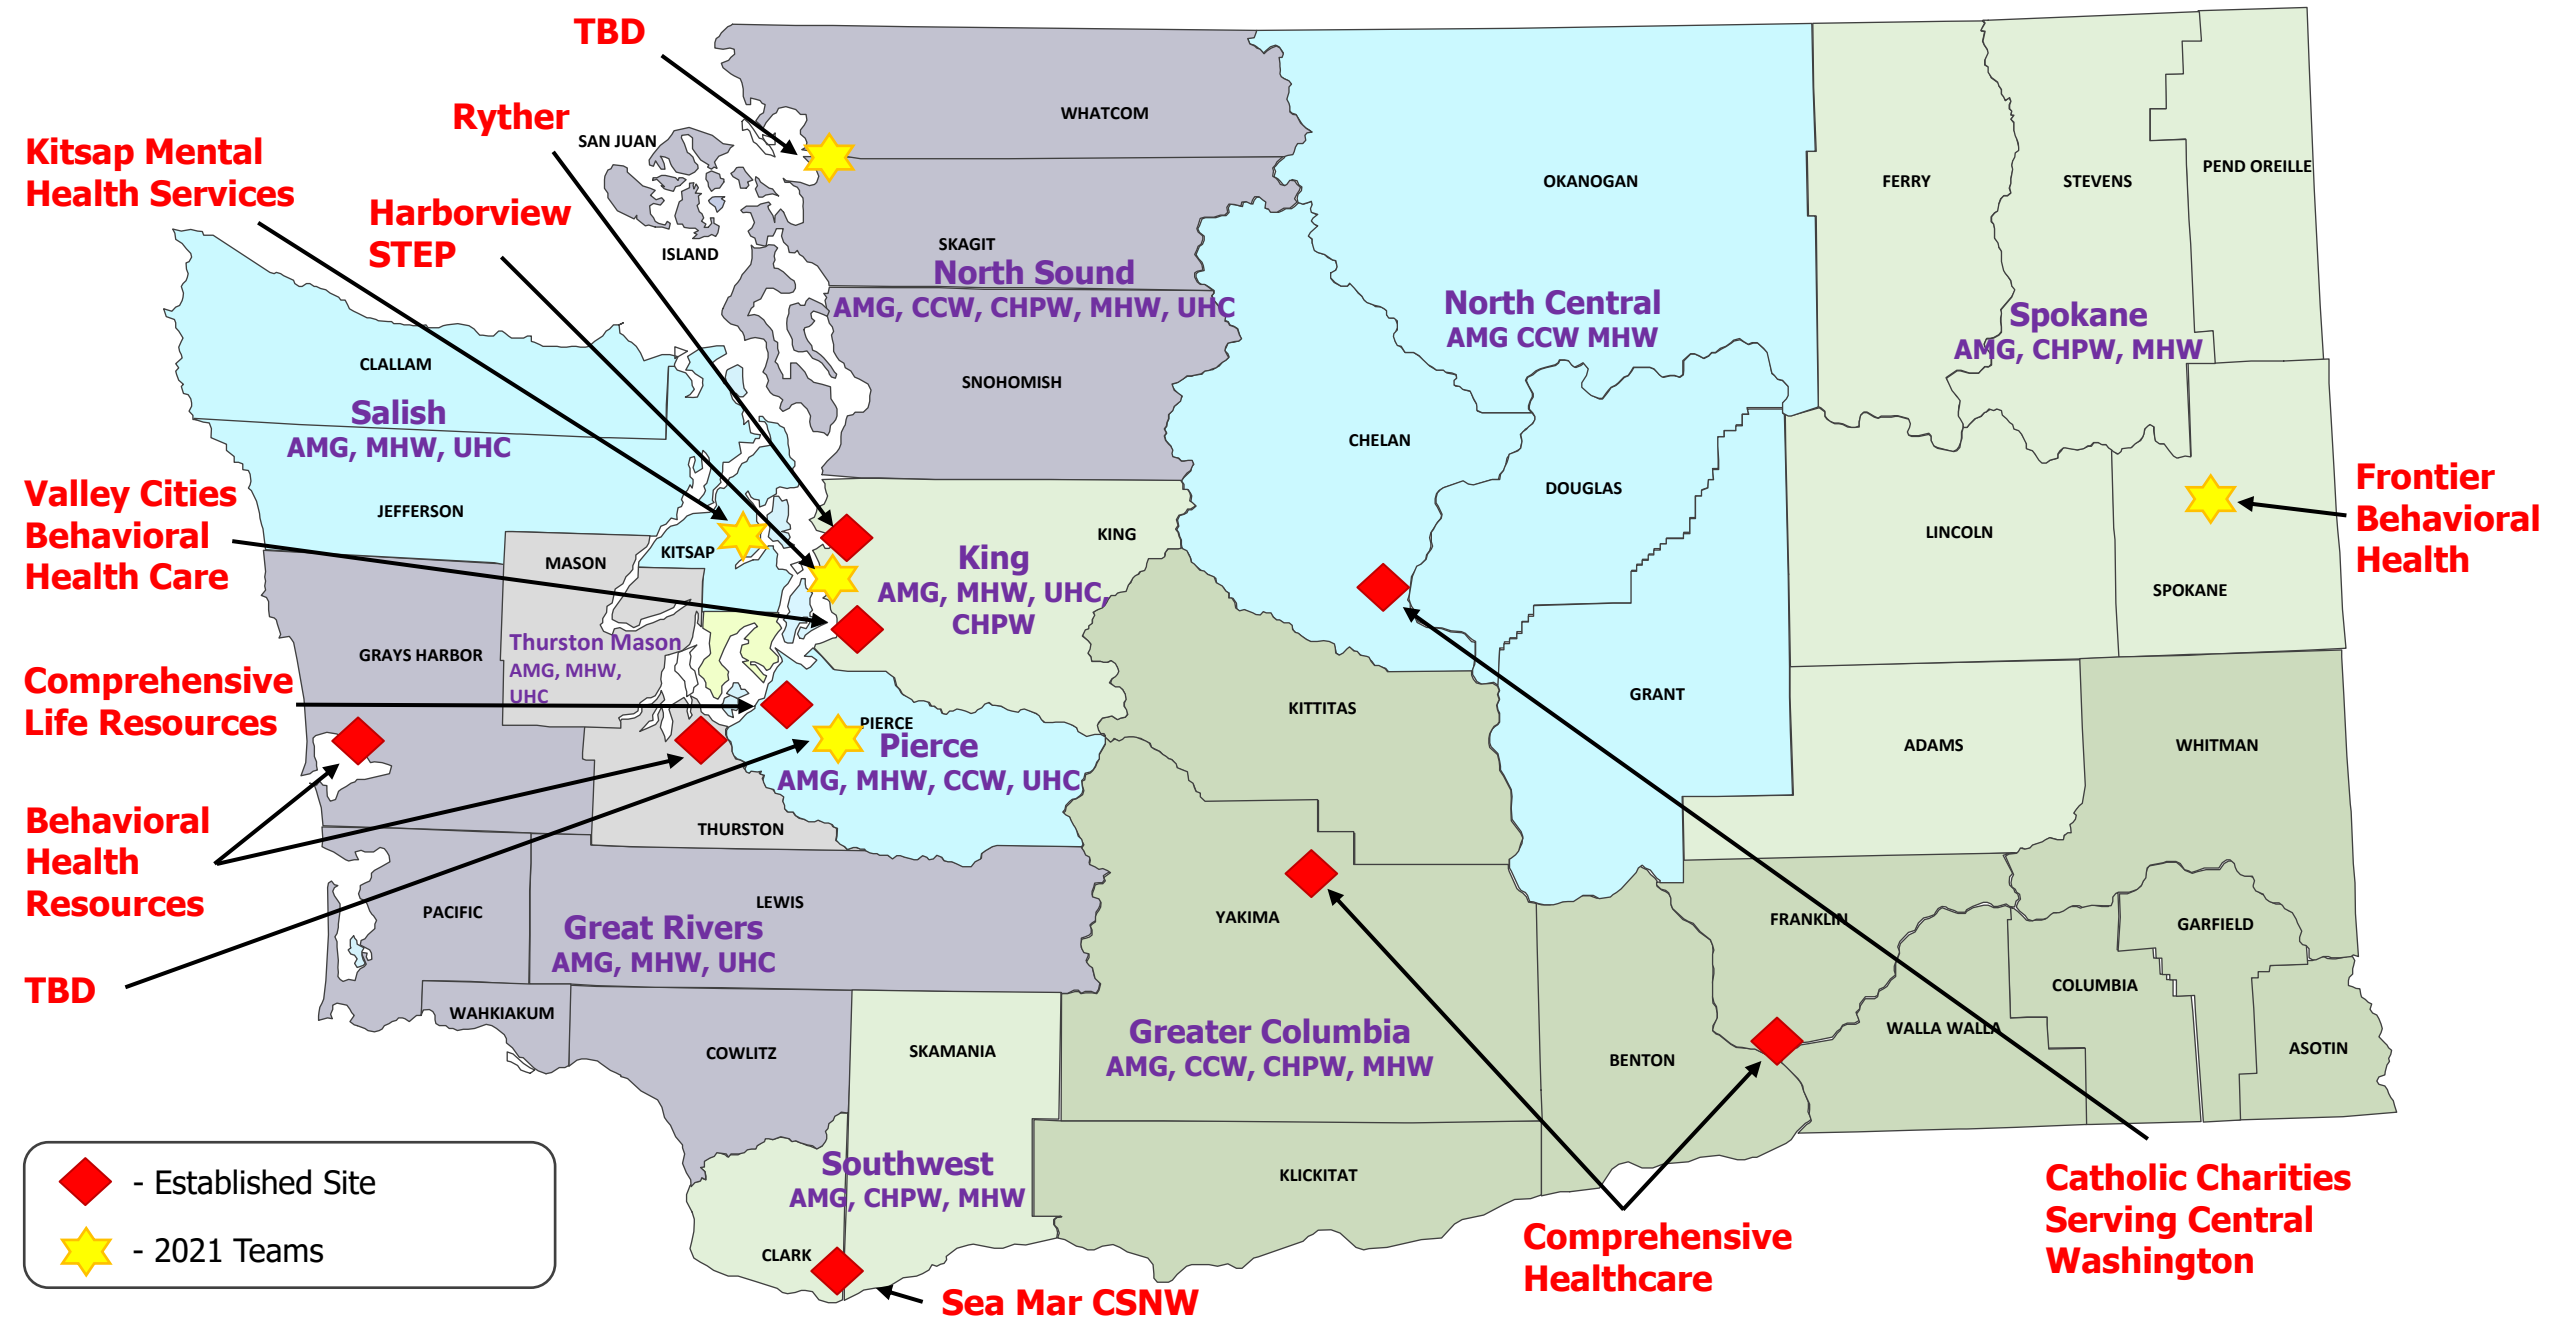 TBD
Ryther
Kitsap Mental
Health Services
Harborview
STEP
Valley Cities
Behavioral
Health Care
Comprehensive
Life Resources
Behavioral
Health
Resources
TBD
WHATCOM
SAN JUAN
ISLAND
SKAGIT
North Sound
AMG, CCW, CHPW, MHW, UHC
SNOHOMISH
CLALLAM
Salish
AMG, MHW, UHC
JEFFERSON
MASON
KITSAP
KING
King
AMG, MHW, UHC,
CHPW
GRAYS HARBOR
Thurston Mason
AMG, MHW,
UHC
PIERCE
Pierce
AMG, MHW, CCW, UHC
THURSTON
PACIFIC
LEWIS
Great Rivers
AMG, MHW, UHC
WAHKIAKUM
COWLITZ
SKAMANIA
Southwest
AMG, CHPW, MHW
CLARK
Sea Mar CSNW
OKANOGAN
North Central
AMG CCW MHW
CHELAN
DOUGLAS
GRANT
KITTITAS
YAKIMA
Greater Columbia
AMG, CCW, CHPW, MHW
KLICKITAT
BENTON
FRANKLIN
WALLA WALLA
COLUMBIA
GARFIELD
ASOTIN
WHITMAN
ADAMS
LINCOLN
SPOKANE
FERRY
STEVENS
PEND OREILLE
Spokane
AMG, CHPW, MHW
Frontier
Behavioral
Health
Comprehensive
Healthcare
Catholic Charities
Serving Central
Washington
- Established Site
- 2021 Teams